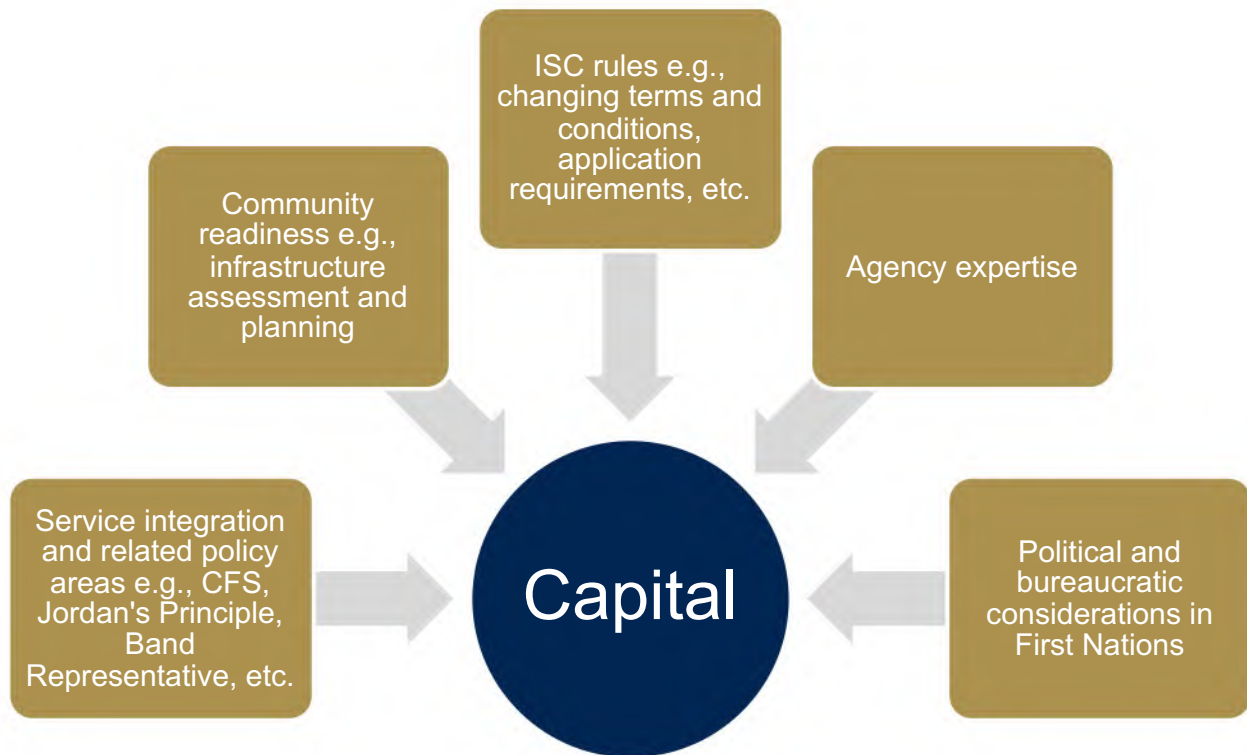 ISC rules e.g.,
changing terms and
conditions,
application
requirements, etc.
Community
readiness e.g.,
infrastructure
assessment and
planning
Agency expertise
Service integration
and related policy
areas e.g., CFS,
Jordan's Principle,
Band
Representative, etc.
Capital
Political and
bureaucratic
considerations in
First Nations